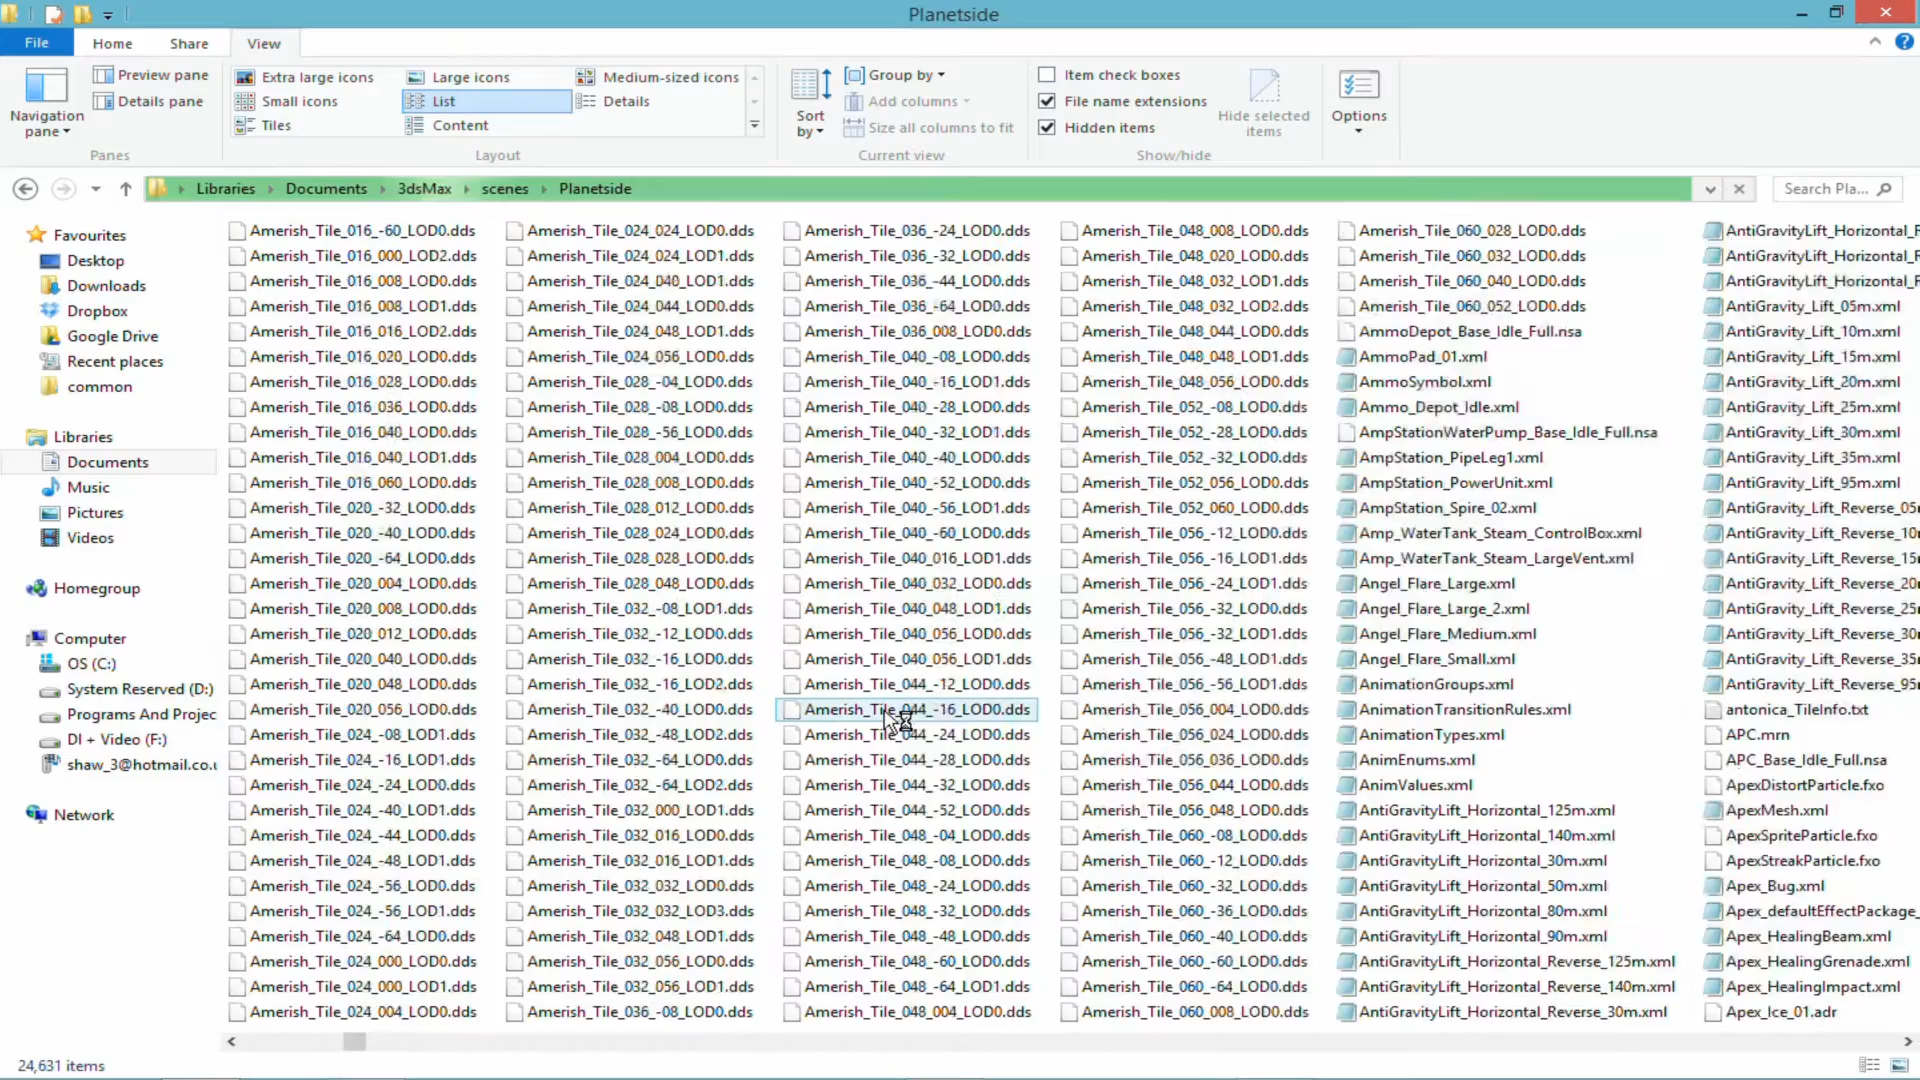 Planetside
File Home Share View
Navigation pane
Preview pane
Details pane
Panes
Extra large icons Large icons Medium-sized icons
Small icons List Details
Tiles Content
Layout
Sort by
Group by
Add columns
Size all columns to fit
Current view
Item check boxes
File name extensions
Hidden items
Hide selected items
Show/hide
Options
Libraries Documents 3dsMax scenes Planetside
Search Pla...
Favourites
Desktop
Downloads
Dropbox
Google Drive
Recent places
common
Libraries
Documents
Music
Pictures
Videos
Homegroup
Computer
OS (C:)
System Reserved (D:)
Programs And Projec
DI + Video (F:)
shaw_3@hotmail.co.u
Network
Amerish_Tile_016_-60_LOD0.dds
Amerish_Tile_016_000_LOD2.dds
Amerish_Tile_016_008_LOD0.dds
Amerish_Tile_016_008_LOD1.dds
Amerish_Tile_016_016_LOD2.dds
Amerish_Tile_016_020_LOD0.dds
Amerish_Tile_016_028_LOD0.dds
Amerish_Tile_016_036_LOD0.dds
Amerish_Tile_016_040_LOD0.dds
Amerish_Tile_016_040_LOD1.dds
Amerish_Tile_016_060_LOD0.dds
Amerish_Tile_020_-32_LOD0.dds
Amerish_Tile_020_-40_LOD0.dds
Amerish_Tile_020_-64_LOD0.dds
Amerish_Tile_020_004_LOD0.dds
Amerish_Tile_020_008_LOD0.dds
Amerish_Tile_020_012_LOD0.dds
Amerish_Tile_020_040_LOD0.dds
Amerish_Tile_020_048_LOD0.dds
Amerish_Tile_020_056_LOD0.dds
Amerish_Tile_024_-08_LOD1.dds
Amerish_Tile_024_-16_LOD1.dds
Amerish_Tile_024_-24_LOD0.dds
Amerish_Tile_024_-40_LOD1.dds
Amerish_Tile_024_-44_LOD0.dds
Amerish_Tile_024_-48_LOD1.dds
Amerish_Tile_024_-56_LOD0.dds
Amerish_Tile_024_-56_LOD1.dds
Amerish_Tile_024_-64_LOD0.dds
Amerish_Tile_024_000_LOD0.dds
Amerish_Tile_024_000_LOD1.dds
Amerish_Tile_024_004_LOD0.dds
Amerish_Tile_024_024_LOD0.dds
Amerish_Tile_024_024_LOD1.dds
Amerish_Tile_024_040_LOD1.dds
Amerish_Tile_024_044_LOD0.dds
Amerish_Tile_024_048_LOD1.dds
Amerish_Tile_024_056_LOD0.dds
Amerish_Tile_028_-04_LOD0.dds
Amerish_Tile_028_-08_LOD0.dds
Amerish_Tile_028_-56_LOD0.dds
Amerish_Tile_028_004_LOD0.dds
Amerish_Tile_028_008_LOD0.dds
Amerish_Tile_028_012_LOD0.dds
Amerish_Tile_028_024_LOD0.dds
Amerish_Tile_028_028_LOD0.dds
Amerish_Tile_028_048_LOD0.dds
Amerish_Tile_032_-08_LOD1.dds
Amerish_Tile_032_-12_LOD0.dds
Amerish_Tile_032_-16_LOD0.dds
Amerish_Tile_032_-16_LOD2.dds
Amerish_Tile_032_-40_LOD0.dds
Amerish_Tile_032_-48_LOD2.dds
Amerish_Tile_032_-64_LOD0.dds
Amerish_Tile_032_-64_LOD2.dds
Amerish_Tile_032_000_LOD1.dds
Amerish_Tile_032_016_LOD0.dds
Amerish_Tile_032_016_LOD1.dds
Amerish_Tile_032_032_LOD0.dds
Amerish_Tile_032_032_LOD3.dds
Amerish_Tile_032_048_LOD1.dds
Amerish_Tile_032_056_LOD0.dds
Amerish_Tile_032_056_LOD1.dds
Amerish_Tile_036_-08_LOD0.dds
Amerish_Tile_036_-24_LOD0.dds
Amerish_Tile_036_-32_LOD0.dds
Amerish_Tile_036_-44_LOD0.dds
Amerish_Tile_036_-64_LOD0.dds
Amerish_Tile_036_008_LOD0.dds
Amerish_Tile_040_-08_LOD0.dds
Amerish_Tile_040_-16_LOD1.dds
Amerish_Tile_040_-28_LOD0.dds
Amerish_Tile_040_-32_LOD1.dds
Amerish_Tile_040_-40_LOD0.dds
Amerish_Tile_040_-52_LOD0.dds
Amerish_Tile_040_-56_LOD1.dds
Amerish_Tile_040_-60_LOD0.dds
Amerish_Tile_040_016_LOD1.dds
Amerish_Tile_040_032_LOD0.dds
Amerish_Tile_040_048_LOD1.dds
Amerish_Tile_040_056_LOD0.dds
Amerish_Tile_040_056_LOD1.dds
Amerish_Tile_044_-12_LOD0.dds
Amerish_Tile_044_-16_LOD0.dds
Amerish_Tile_044_-24_LOD0.dds
Amerish_Tile_044_-28_LOD0.dds
Amerish_Tile_044_-32_LOD0.dds
Amerish_Tile_044_-52_LOD0.dds
Amerish_Tile_048_-04_LOD0.dds
Amerish_Tile_048_-08_LOD0.dds
Amerish_Tile_048_-24_LOD0.dds
Amerish_Tile_048_-32_LOD0.dds
Amerish_Tile_048_-48_LOD0.dds
Amerish_Tile_048_-60_LOD0.dds
Amerish_Tile_048_-64_LOD1.dds
Amerish_Tile_048_004_LOD0.dds
Amerish_Tile_048_008_LOD0.dds
Amerish_Tile_048_020_LOD0.dds
Amerish_Tile_048_032_LOD1.dds
Amerish_Tile_048_032_LOD2.dds
Amerish_Tile_048_044_LOD0.dds
Amerish_Tile_048_048_LOD1.dds
Amerish_Tile_048_056_LOD0.dds
Amerish_Tile_052_-08_LOD0.dds
Amerish_Tile_052_-28_LOD0.dds
Amerish_Tile_052_-32_LOD0.dds
Amerish_Tile_052_056_LOD0.dds
Amerish_Tile_052_060_LOD0.dds
Amerish_Tile_056_-12_LOD0.dds
Amerish_Tile_056_-16_LOD1.dds
Amerish_Tile_056_-24_LOD1.dds
Amerish_Tile_056_-32_LOD0.dds
Amerish_Tile_056_-32_LOD1.dds
Amerish_Tile_056_-48_LOD1.dds
Amerish_Tile_056_-56_LOD1.dds
Amerish_Tile_056_004_LOD0.dds
Amerish_Tile_056_024_LOD0.dds
Amerish_Tile_056_036_LOD0.dds
Amerish_Tile_056_044_LOD0.dds
Amerish_Tile_056_048_LOD0.dds
Amerish_Tile_060_-08_LOD0.dds
Amerish_Tile_060_-12_LOD0.dds
Amerish_Tile_060_-32_LOD0.dds
Amerish_Tile_060_-36_LOD0.dds
Amerish_Tile_060_-40_LOD0.dds
Amerish_Tile_060_-60_LOD0.dds
Amerish_Tile_060_-64_LOD0.dds
Amerish_Tile_060_008_LOD0.dds
Amerish_Tile_060_028_LOD0.dds
Amerish_Tile_060_032_LOD0.dds
Amerish_Tile_060_040_LOD0.dds
Amerish_Tile_060_052_LOD0.dds
AmmoDepot_Base_Idle_Full.nsa
AmmoPad_01.xml
AmmoSymbol.xml
Ammo_Depot_Idle.xml
AmpStationWaterPump_Base_Idle_Full.nsa
AmpStation_PipeLeg1.xml
AmpStation_PowerUnit.xml
AmpStation_Spire_02.xml
Amp_WaterTank_Steam_ControlBox.xml
Amp_WaterTank_Steam_LargeVent.xml
Angel_Flare_Large.xml
Angel_Flare_Large_2.xml
Angel_Flare_Medium.xml
Angel_Flare_Small.xml
AnimationGroups.xml
AnimationTransitionRules.xml
AnimationTypes.xml
AnimEnums.xml
AnimValues.xml
AntiGravityLift_Horizontal_125m.xml
AntiGravityLift_Horizontal_140m.xml
AntiGravityLift_Horizontal_30m.xml
AntiGravityLift_Horizontal_50m.xml
AntiGravityLift_Horizontal_80m.xml
AntiGravityLift_Horizontal_90m.xml
AntiGravityLift_Horizontal_Reverse_125m.xml
AntiGravityLift_Horizontal_Reverse_140m.xml
AntiGravityLift_Horizontal_Reverse_30m.xml
AntiGravityLift_Horizontal_R
AntiGravityLift_Horizontal_R
AntiGravityLift_Horizontal_R
AntiGravity_Lift_05m.xml
AntiGravity_Lift_10m.xml
AntiGravity_Lift_15m.xml
AntiGravity_Lift_20m.xml
AntiGravity_Lift_25m.xml
AntiGravity_Lift_30m.xml
AntiGravity_Lift_35m.xml
AntiGravity_Lift_95m.xml
AntiGravity_Lift_Reverse_05
AntiGravity_Lift_Reverse_10
AntiGravity_Lift_Reverse_15
AntiGravity_Lift_Reverse_20
AntiGravity_Lift_Reverse_25
AntiGravity_Lift_Reverse_30
AntiGravity_Lift_Reverse_35
AntiGravity_Lift_Reverse_95
antonica_TileInfo.txt
APC.mrn
APC_Base_Idle_Full.nsa
ApexDistortParticle.fxo
ApexMesh.xml
ApexSpriteParticle.fxo
ApexStreakParticle.fxo
Apex_Bug.xml
Apex_defaultEffectPackage_
Apex_HealingBeam.xml
Apex_HealingGrenade.xml
Apex_HealingImpact.xml
Apex_Ice_01.adr
24,631 items